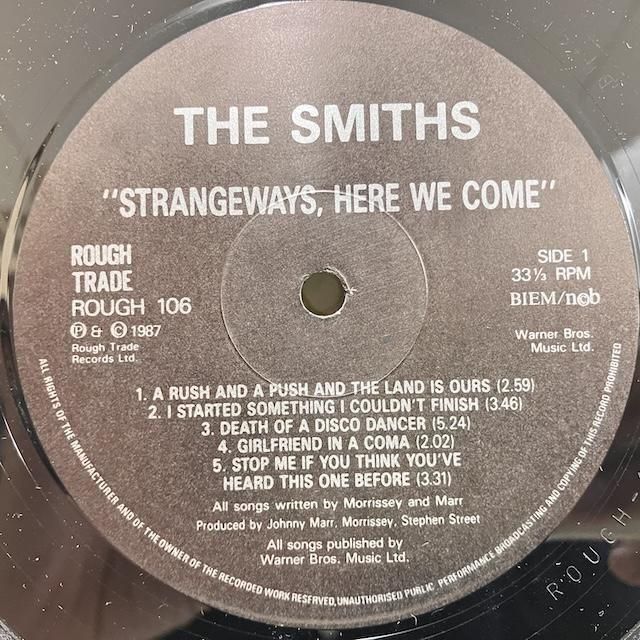 THE SMITHS
"STRANGEWAYS, HERE WE COME"
ROUGH
TRADE
ROUGH 106
Ⓟ & © 1987
Rough Trade
Records Ltd.
SIDE 1
33⅓ RPM
BIEM/n©b
Warner Bros.
Music Ltd.
1. A RUSH AND A PUSH AND THE LAND IS OURS (2.59)
2. I STARTED SOMETHING I COULDN'T FINISH (3.46)
3. DEATH OF A DISCO DANCER (5.24)
4. GIRLFRIEND IN A COMA (2.02)
5. STOP ME IF YOU THINK YOU'VE
HEARD THIS ONE BEFORE (3.31)
All songs written by Morrissey and Marr
Produced by Johnny Marr, Morrissey, Stephen Street
All songs published by
Warner Bros. Music Ltd.
ALL RIGHTS OF THE MANUFACTURER AND OF THE OWNER OF THE RECORDED WORK RESERVED, UNAUTHORISED PUBLIC PERFORMANCE BROADCASTING AND COPYING OF THIS RECORD PROHIBITED
ROUGH